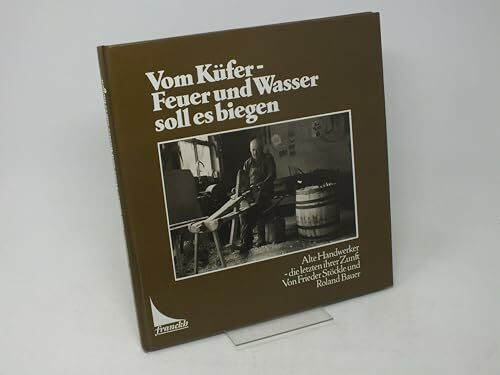 Vom Küfer-
Feuer und Wasser
soll es biegen
Alte Handwerker
- die letzten ihrer Zunft
Von Frieder Stöckle und
Roland Bauer
franckh